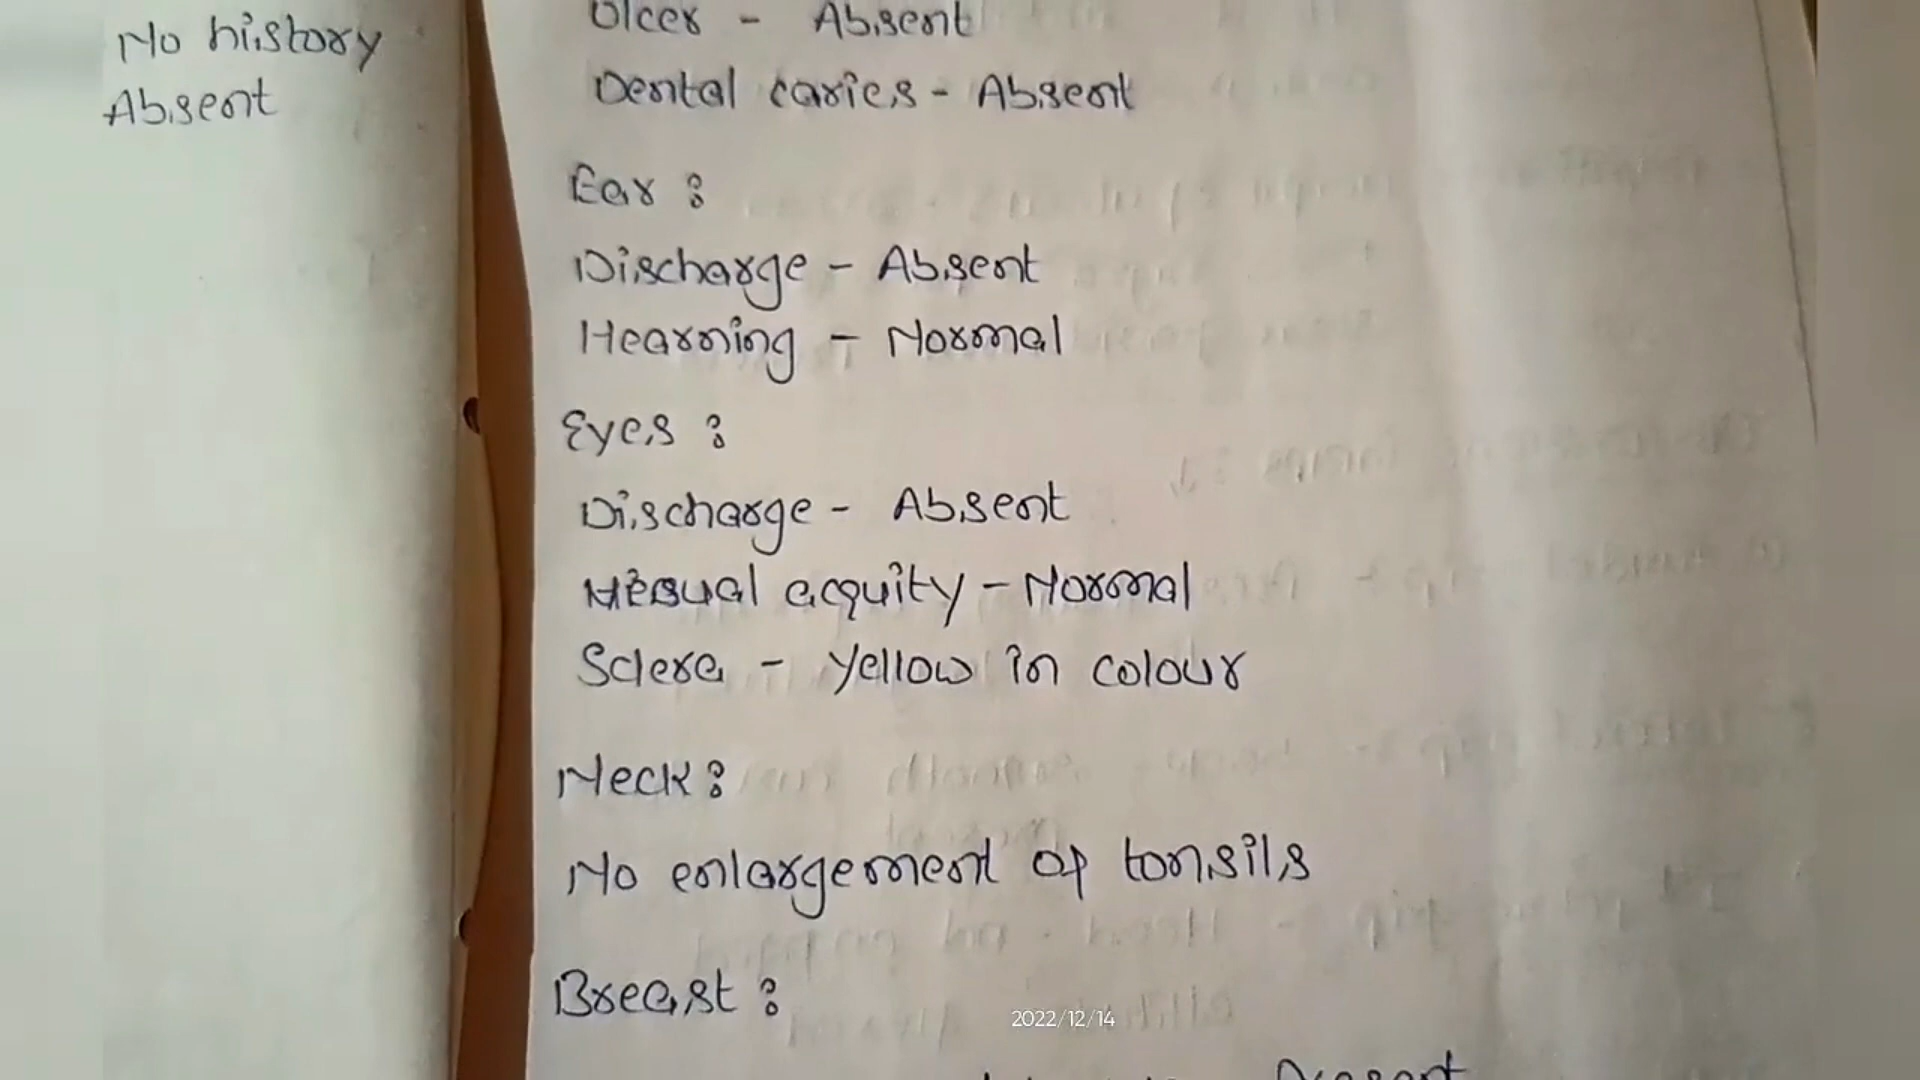 No history
Absent
Ulcer - Absent
Dental caries - Absent
Ear :
Discharge - Absent
Hearning - Normal
Eyes :
Discharge - Absent
Visual acquity - Normal
Sclera - Yellow in colour
Neck :
No enlargement of tonsils
Breast :
2022/12/14